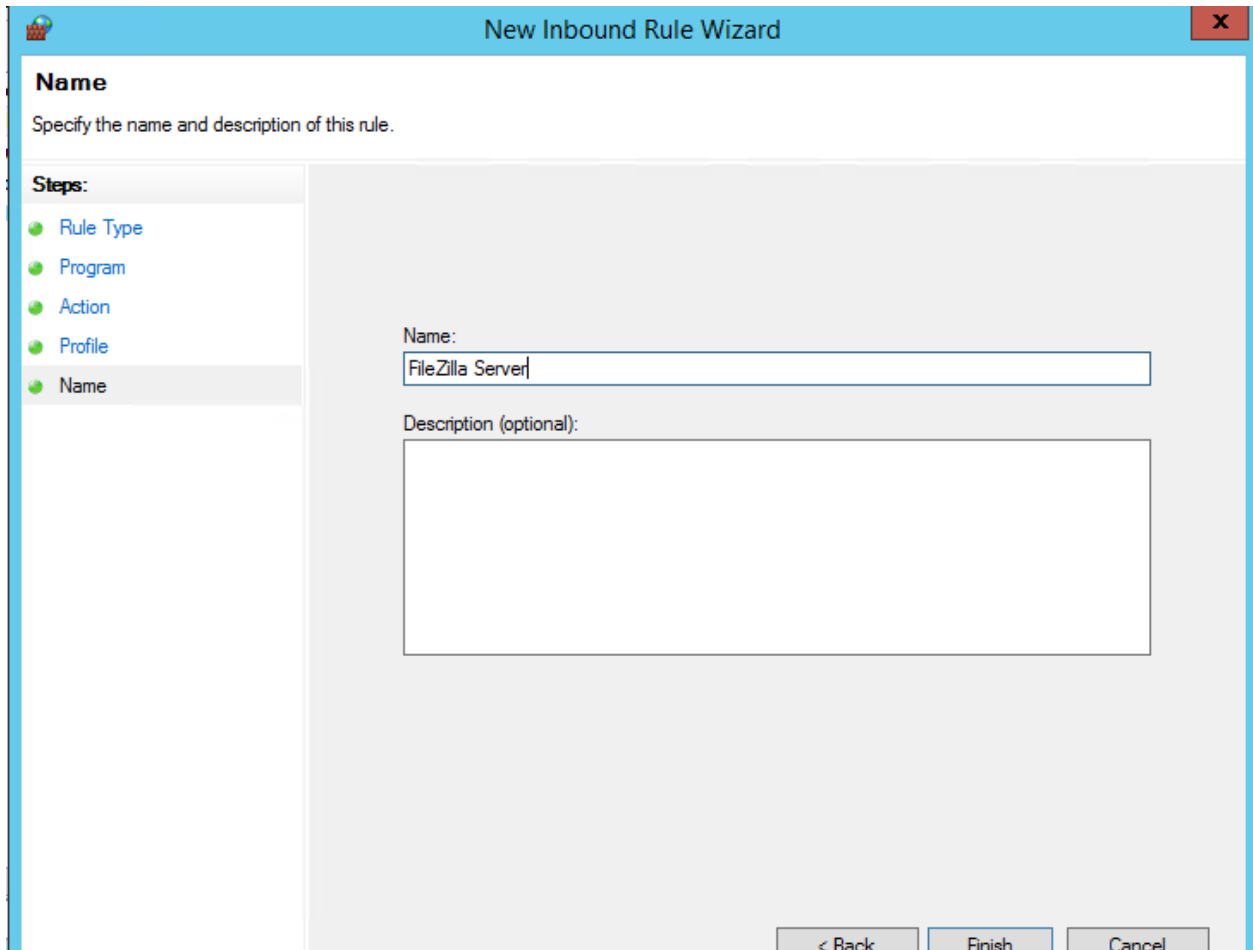 New Inbound Rule Wizard
x
Name
Specify the name and description of this rule.
Steps:
Rule Type
Program
Action
Profile
Name
Name:
FileZilla Server
Description (optional):
< Back
Finish
Cancel